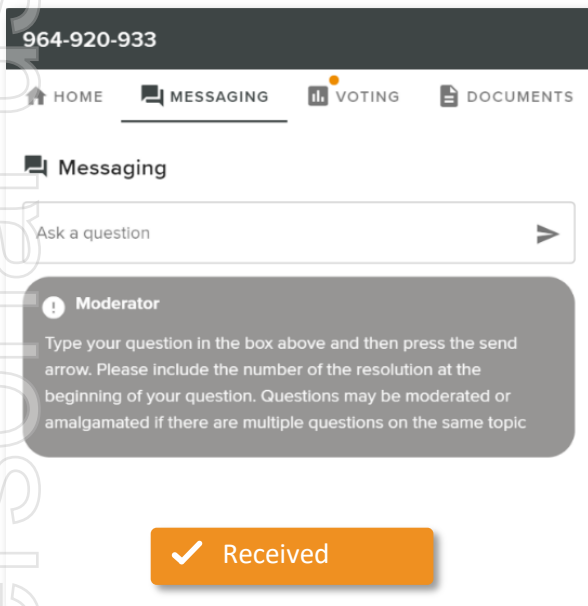 964-920-933
HOME MESSAGING VOTING DOCUMENTS
Messaging
Ask a question
Moderator
Type your question in the box above and then press the send
arrow. Please include the number of the resolution at the
beginning of your question. Questions may be moderated or
amalgamated if there are multiple questions on the same topic
Received